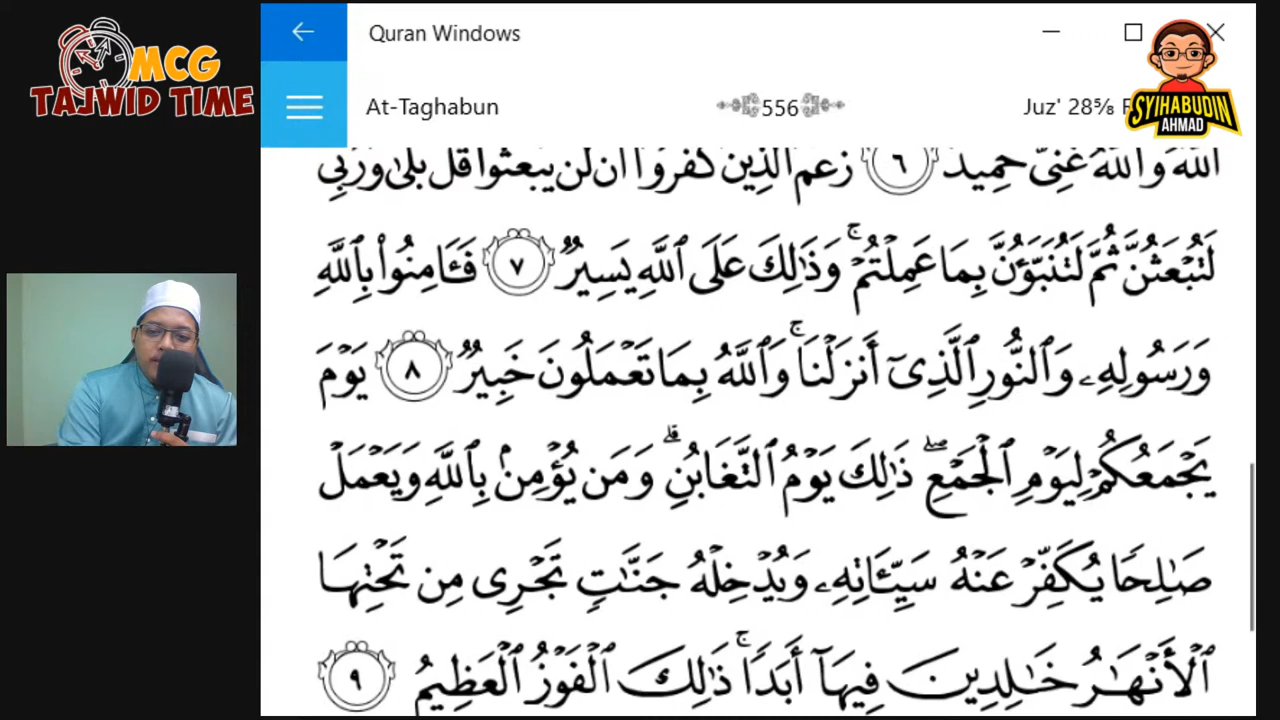 MCG
TAJWID TIME
Quran Windows
At-Taghabun
556
Juz' 28⅝
SYIHABUDIN
AHMAD
ٱللَّهُ وَٱللَّهُ غَنِىٌّ حَمِيدٌ ٦ زَعَمَ ٱلَّذِينَ كَفَرُوٓا۟ أَن لَّن يُبْعَثُوا۟ قُلْ بَلَىٰ وَرَبِّى
لَتُبْعَثُنَّ ثُمَّ لَتُنَبَّؤُنَّ بِمَا عَمِلْتُمْ ۚ وَذَٰلِكَ عَلَى ٱللَّهِ يَسِيرٌ ٧ فَـَٔامِنُوا۟ بِٱللَّهِ
وَرَسُولِهِۦ وَٱلنُّورِ ٱلَّذِىٓ أَنزَلْنَا ۚ وَٱللَّهُ بِمَا تَعْمَلُونَ خَبِيرٌ ٨ يَوْمَ
يَجْمَعُكُمْ لِيَوْمِ ٱلْجَمْعِ ۖ ذَٰلِكَ يَوْمُ ٱلتَّغَابُنِ ۗ وَمَن يُؤْمِنۢ بِٱللَّهِ وَيَعْمَلْ
صَٰلِحًا يُكَفِّرْ عَنْهُ سَيِّـَٔاتِهِۦ وَيُدْخِلْهُ جَنَّٰتٍ تَجْرِى مِن تَحْتِهَا
ٱلْأَنْهَٰرُ خَٰلِدِينَ فِيهَآ أَبَدًا ۚ ذَٰلِكَ ٱلْفَوْزُ ٱلْعَظِيمُ ٩